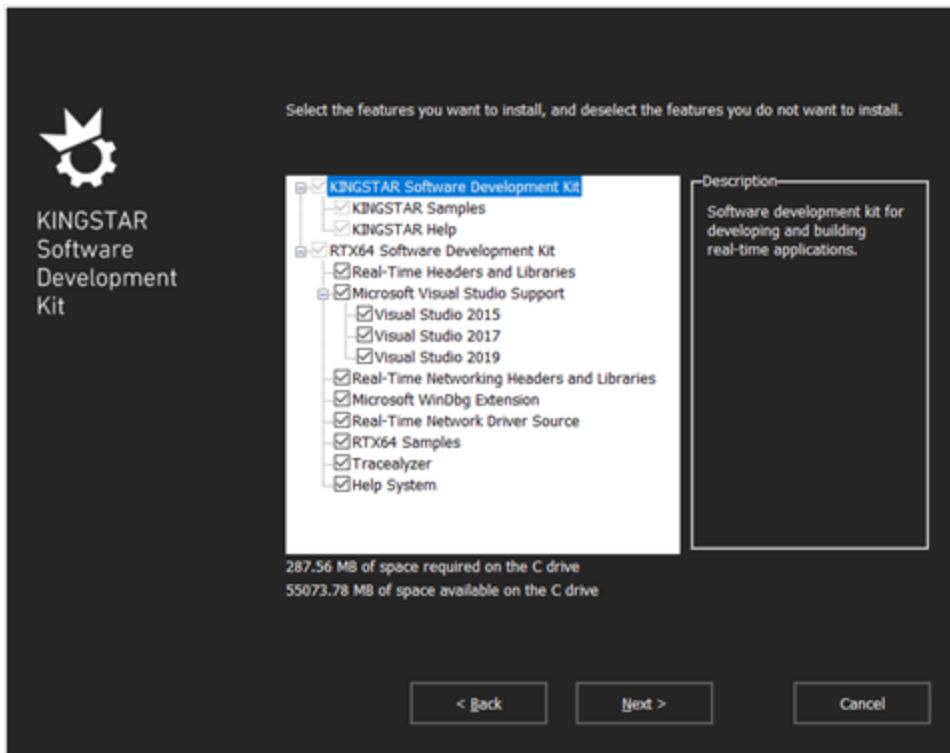 Select the features you want to install, and deselect the features you do not want to install.
KINGSTAR
Software
Development
Kit
KINGSTAR Software Development Kit
KINGSTAR Samples
KINGSTAR Help
RTX64 Software Development Kit
Real-Time Headers and Libraries
Microsoft Visual Studio Support
Visual Studio 2015
Visual Studio 2017
Visual Studio 2019
Real-Time Networking Headers and Libraries
Microsoft WinDbg Extension
Real-Time Network Driver Source
RTX64 Samples
Tracealyzer
Help System
Description
Software development kit for
developing and building
real-time applications.
287.56 MB of space required on the C drive
55073.78 MB of space available on the C drive
< Back
Next >
Cancel